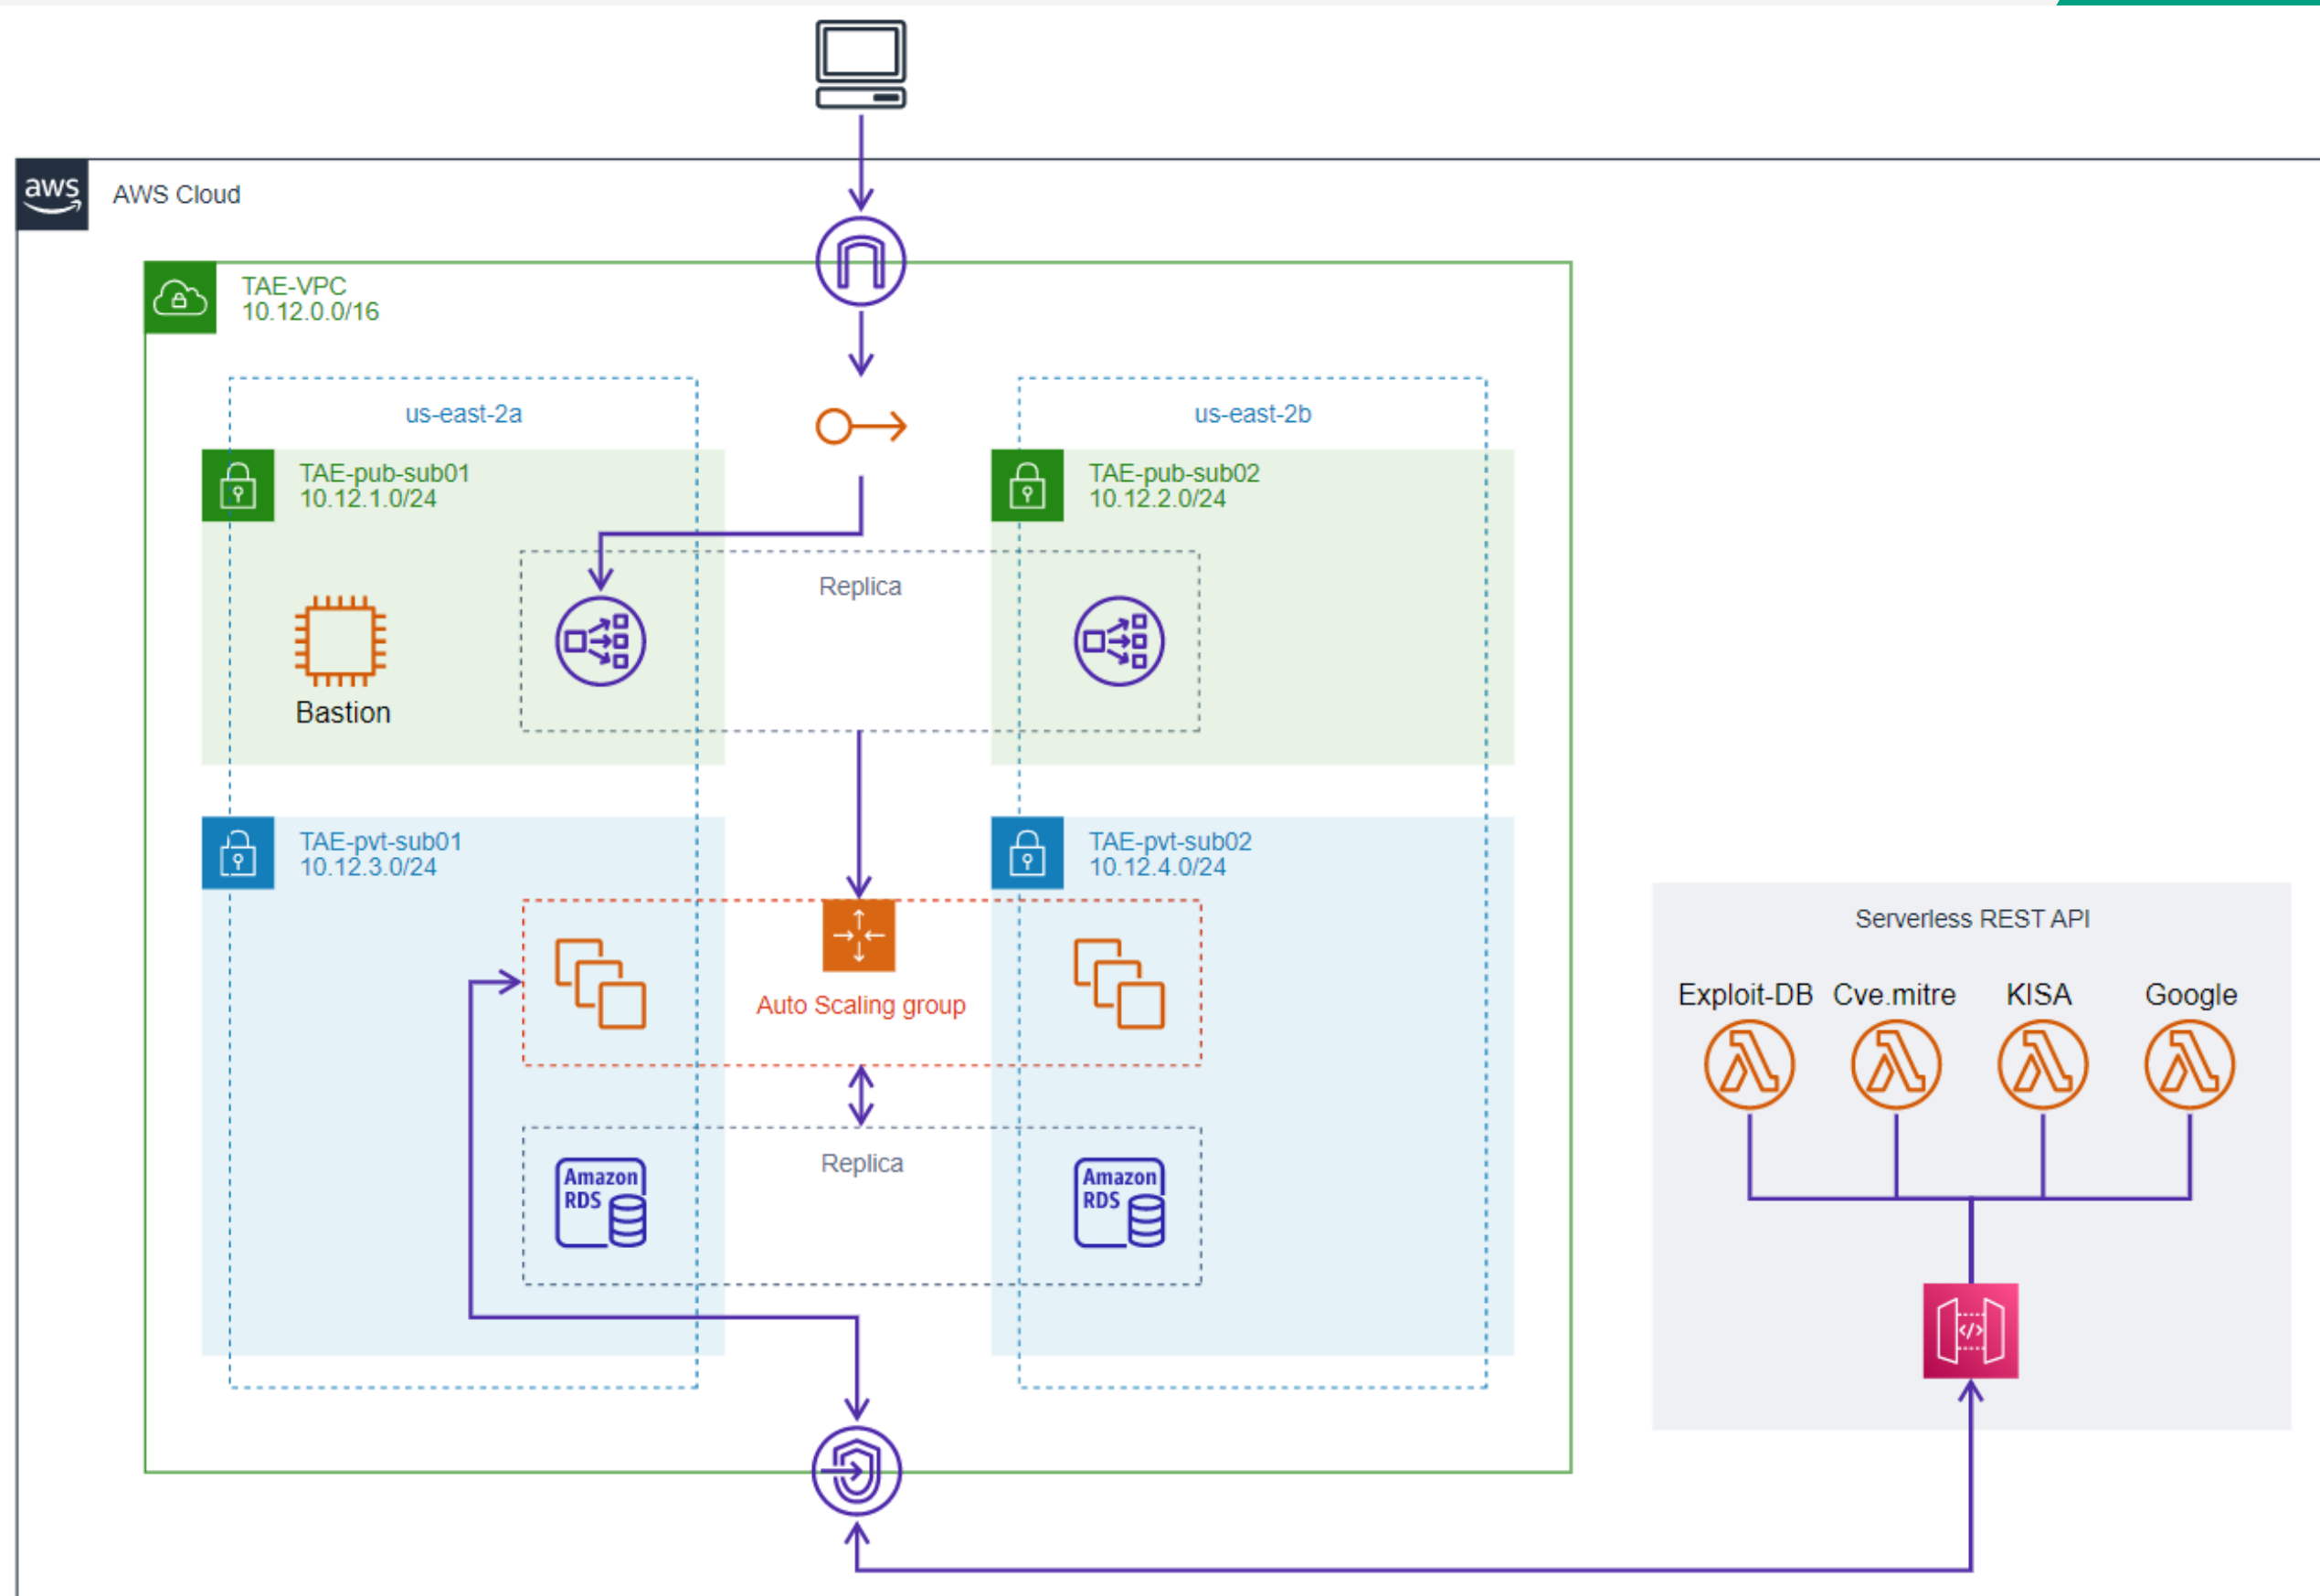 aws
AWS Cloud
TAE-VPC
10.12.0.0/16
us-east-2a
us-east-2b
TAE-pub-sub01
10.12.1.0/24
TAE-pub-sub02
10.12.2.0/24
Replica
Bastion
TAE-pvt-sub01
10.12.3.0/24
TAE-pvt-sub02
10.12.4.0/24
Auto Scaling group
Replica
Amazon
RDS
Amazon
RDS
Serverless REST API
Exploit-DB
Cve.mitre
KISA
Google
</>